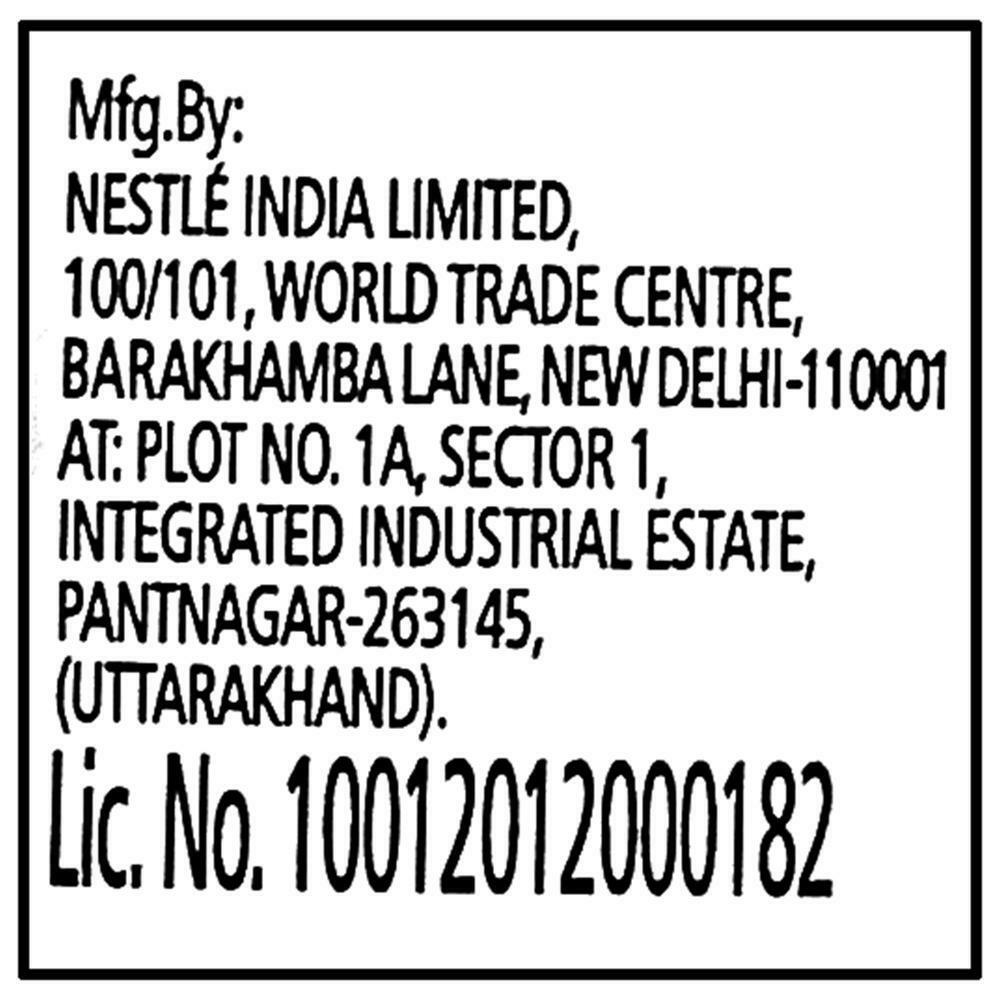 Mfg.By:
NESTLÉ INDIA LIMITED,
100/101, WORLD TRADE CENTRE,
BARAKHAMBA LANE, NEW DELHI-110001
AT: PLOT NO. 1A, SECTOR 1,
INTEGRATED INDUSTRIAL ESTATE,
PANTNAGAR-263145,
(UTTARAKHAND).
Lic. No. 10012012000182